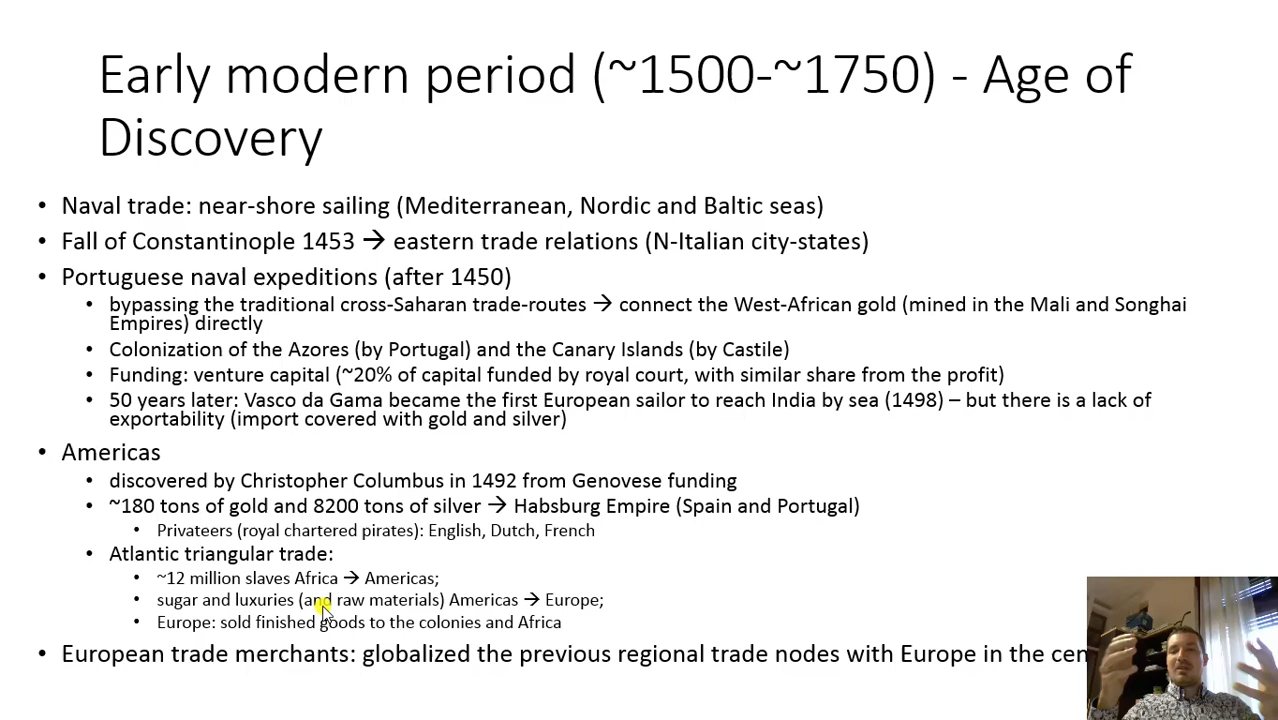 Early modern period (~1500-~1750) - Age of
Discovery
• Naval trade: near-shore sailing (Mediterranean, Nordic and Baltic seas)
• Fall of Constantinople 1453 → eastern trade relations (N-Italian city-states)
• Portuguese naval expeditions (after 1450)
• bypassing the traditional cross-Saharan trade-routes → connect the West-African gold (mined in the Mali and Songhai
Empires) directly
• Colonization of the Azores (by Portugal) and the Canary Islands (by Castile)
• Funding: venture capital (~20% of capital funded by royal court, with similar share from the profit)
• 50 years later: Vasco da Gama became the first European sailor to reach India by sea (1498) – but there is a lack of
exportability (import covered with gold and silver)
• Americas
• discovered by Christopher Columbus in 1492 from Genovese funding
• ~180 tons of gold and 8200 tons of silver → Habsburg Empire (Spain and Portugal)
• Privateers (royal chartered pirates): English, Dutch, French
• Atlantic triangular trade:
• ~12 million slaves Africa → Americas;
• sugar and luxuries (and raw materials) Americas → Europe;
• Europe: sold finished goods to the colonies and Africa
• European trade merchants: globalized the previous regional trade nodes with Europe in the